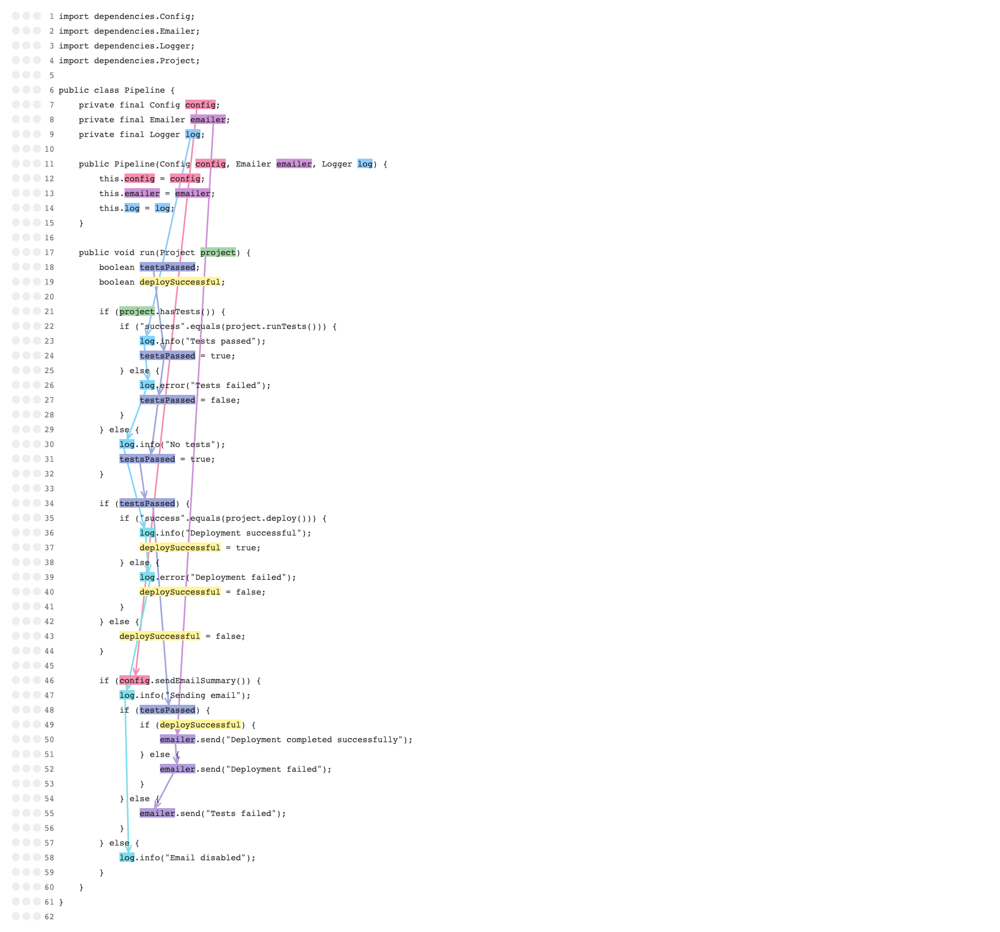 1 import dependencies.Config;
2 import dependencies.Emailer;
3 import dependencies.Logger;
4 import dependencies.Project;
5
6 public class Pipeline {
7     private final Config config;
8     private final Emailer emailer;
9     private final Logger log;
10
11     public Pipeline(Config config, Emailer emailer, Logger log) {
12         this.config = config;
13         this.emailer = emailer;
14         this.log = log;
15     }
16
17     public void run(Project project) {
18         boolean testsPassed;
19         boolean deploySuccessful;
20
21         if (project.hasTests()) {
22             if ("success".equals(project.runTests())) {
23                 log.info("Tests passed");
24                 testsPassed = true;
25             } else {
26                 log.error("Tests failed");
27                 testsPassed = false;
28             }
29         } else {
30             log.info("No tests");
31             testsPassed = true;
32         }
33
34         if (testsPassed) {
35             if ("success".equals(project.deploy())) {
36                 log.info("Deployment successful");
37                 deploySuccessful = true;
38             } else {
39                 log.error("Deployment failed");
40                 deploySuccessful = false;
41             }
42         } else {
43             deploySuccessful = false;
44         }
45
46         if (config.sendEmailSummary()) {
47             log.info("Sending email");
48             if (testsPassed) {
49                 if (deploySuccessful) {
50                     emailer.send("Deployment completed successfully");
51                 } else {
52                     emailer.send("Deployment failed");
53                 }
54             } else {
55                 emailer.send("Tests failed");
56             }
57         } else {
58             log.info("Email disabled");
59         }
60     }
61 }
62